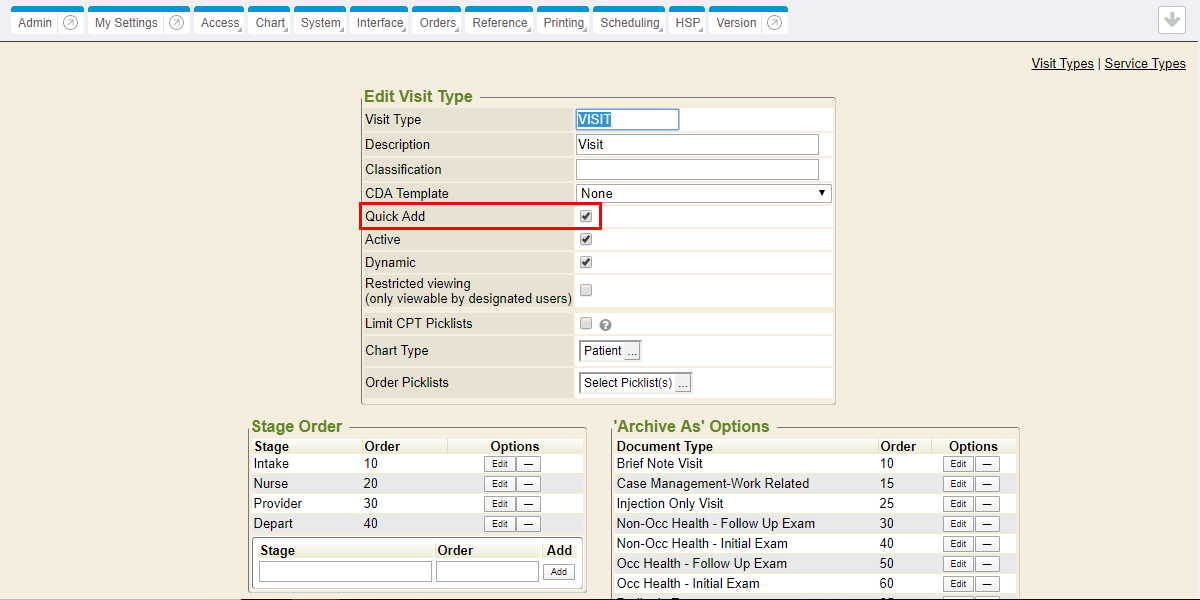 Admin My Settings Access Chart System Interface Orders Reference Printing Scheduling HSP Version
Visit Types | Service Types
Edit Visit Type
Visit Type VISIT
Description Visit
Classification
CDA Template None
Quick Add
Active
Dynamic
Restricted viewing
(only viewable by designated users)
Limit CPT Picklists ?
Chart Type Patient ...
Order Picklists Select Picklist(s) ...
Stage Order
Stage Order Options
Intake 10 Edit —
Nurse 20 Edit —
Provider 30 Edit —
Depart 40 Edit —
Stage Order Add
Add
'Archive As' Options
Document Type Order Options
Brief Note Visit 10 Edit —
Case Management-Work Related 15 Edit —
Injection Only Visit 25 Edit —
Non-Occ Health - Follow Up Exam 30 Edit —
Non-Occ Health - Initial Exam 40 Edit —
Occ Health - Follow Up Exam 50 Edit —
Occ Health - Initial Exam 60 Edit —